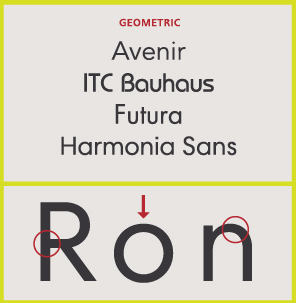 GEOMETRIC
Avenir
ITC Bauhaus
Futura
Harmonia Sans
Ron